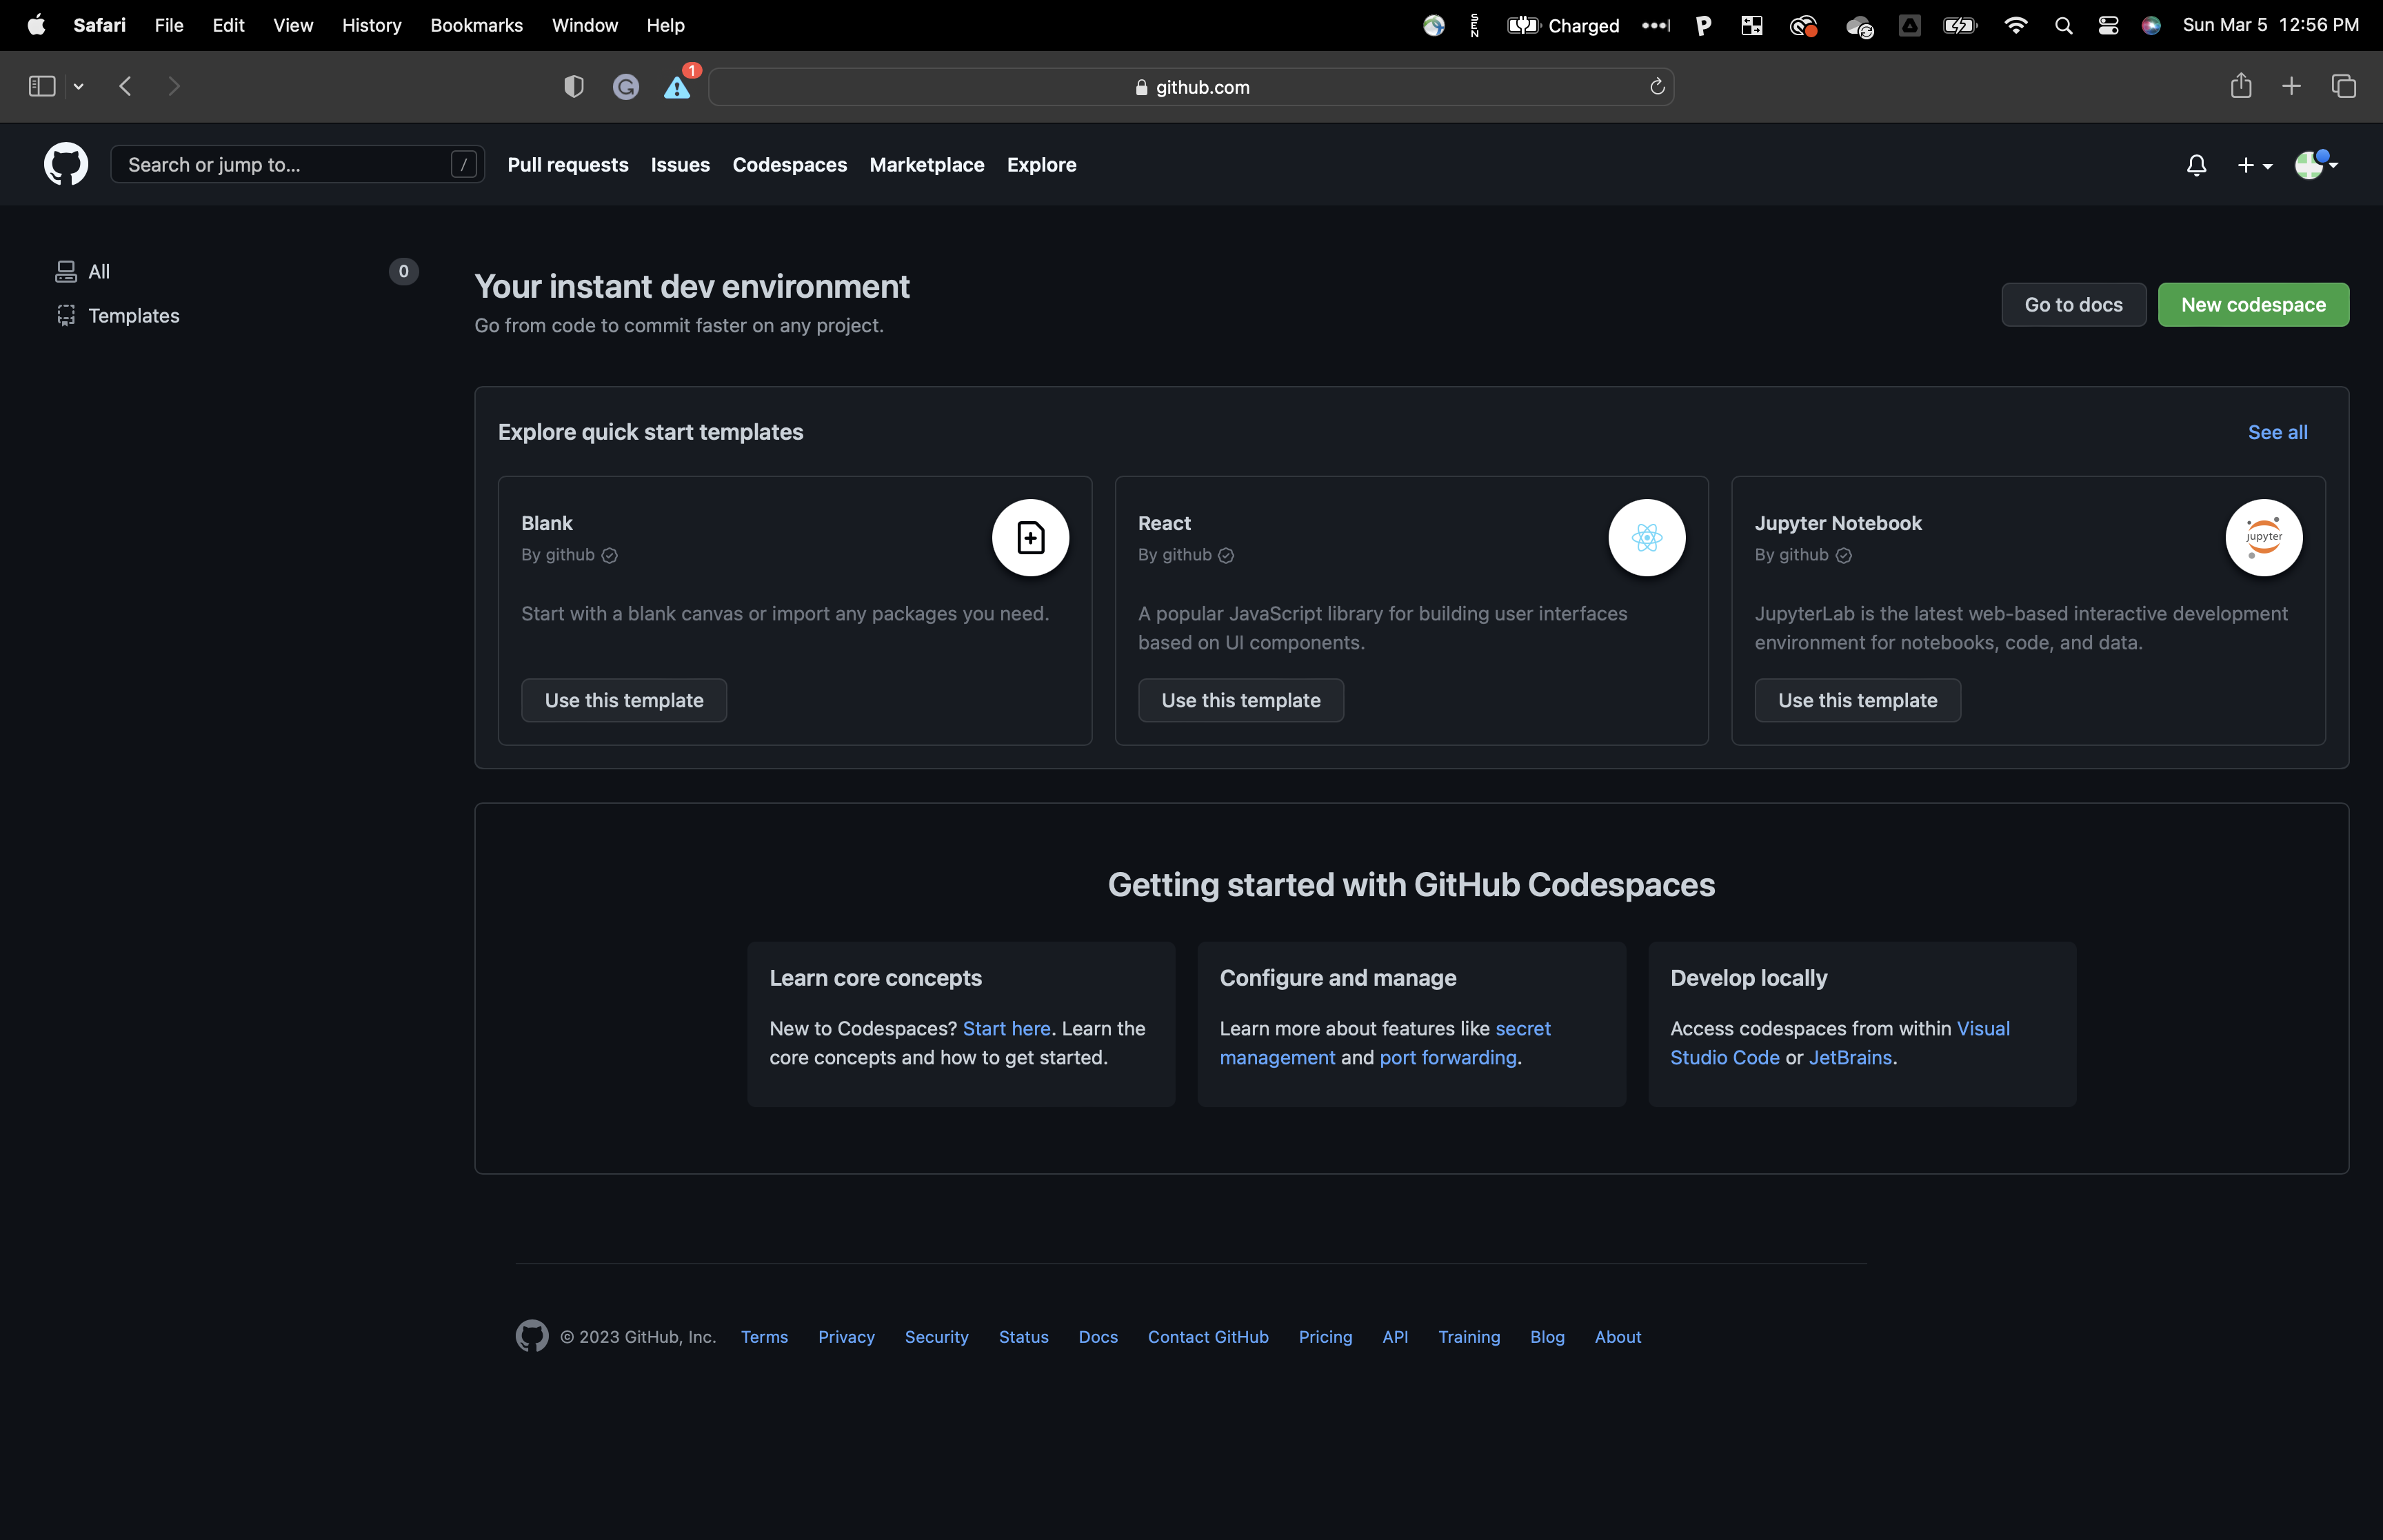 Safari File Edit View History Bookmarks Window Help SEN Charged Sun Mar 5 12:56 PM
1
github.com
Search or jump to... / Pull requests Issues Codespaces Marketplace Explore
All 0
Templates
Your instant dev environment
Go from code to commit faster on any project.
Go to docs New codespace
Explore quick start templates See all
Blank
By github
Start with a blank canvas or import any packages you need.
Use this template
React
By github
A popular JavaScript library for building user interfaces
based on UI components.
Use this template
Jupyter Notebook
By github
jupyter
JupyterLab is the latest web-based interactive development
environment for notebooks, code, and data.
Use this template
Getting started with GitHub Codespaces
Learn core concepts
New to Codespaces? Start here. Learn the
core concepts and how to get started.
Configure and manage
Learn more about features like secret
management and port forwarding.
Develop locally
Access codespaces from within Visual
Studio Code or JetBrains.
© 2023 GitHub, Inc. Terms Privacy Security Status Docs Contact GitHub Pricing API Training Blog About